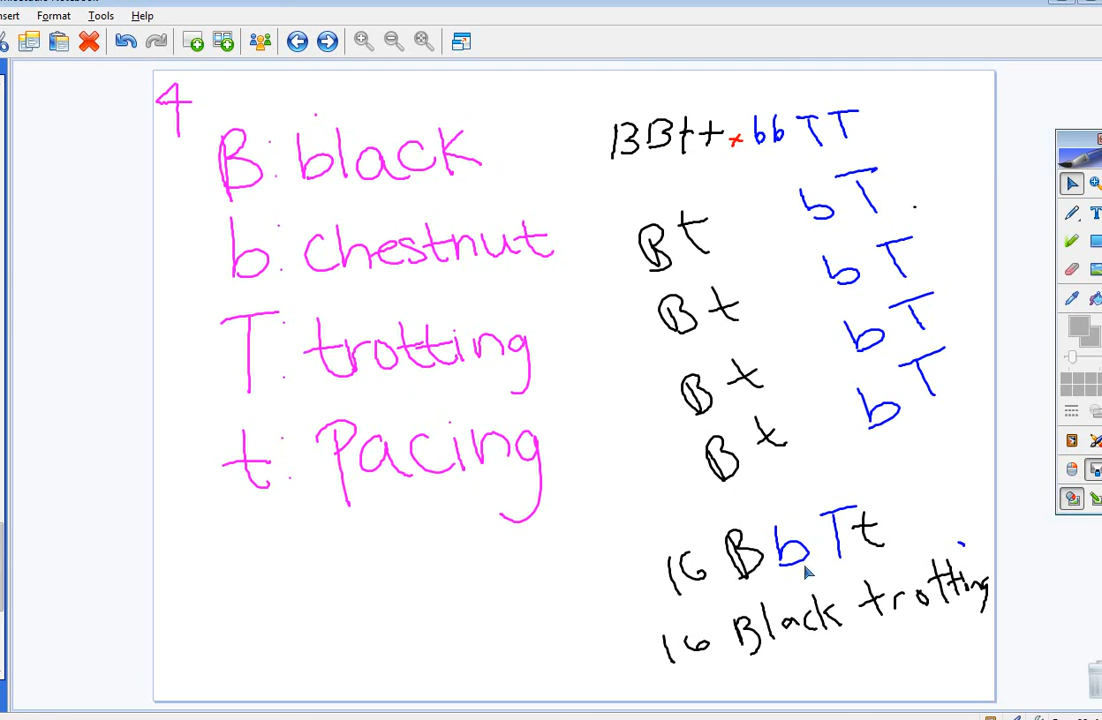 Insert Format Tools Help
4
B: black
b: chestnut
T: trotting
t: Pacing
BBtt × bbTT
bT
Bt
bT
Bt
bT
Bt
bT
Bt
16 BbTt
16 Black trotting